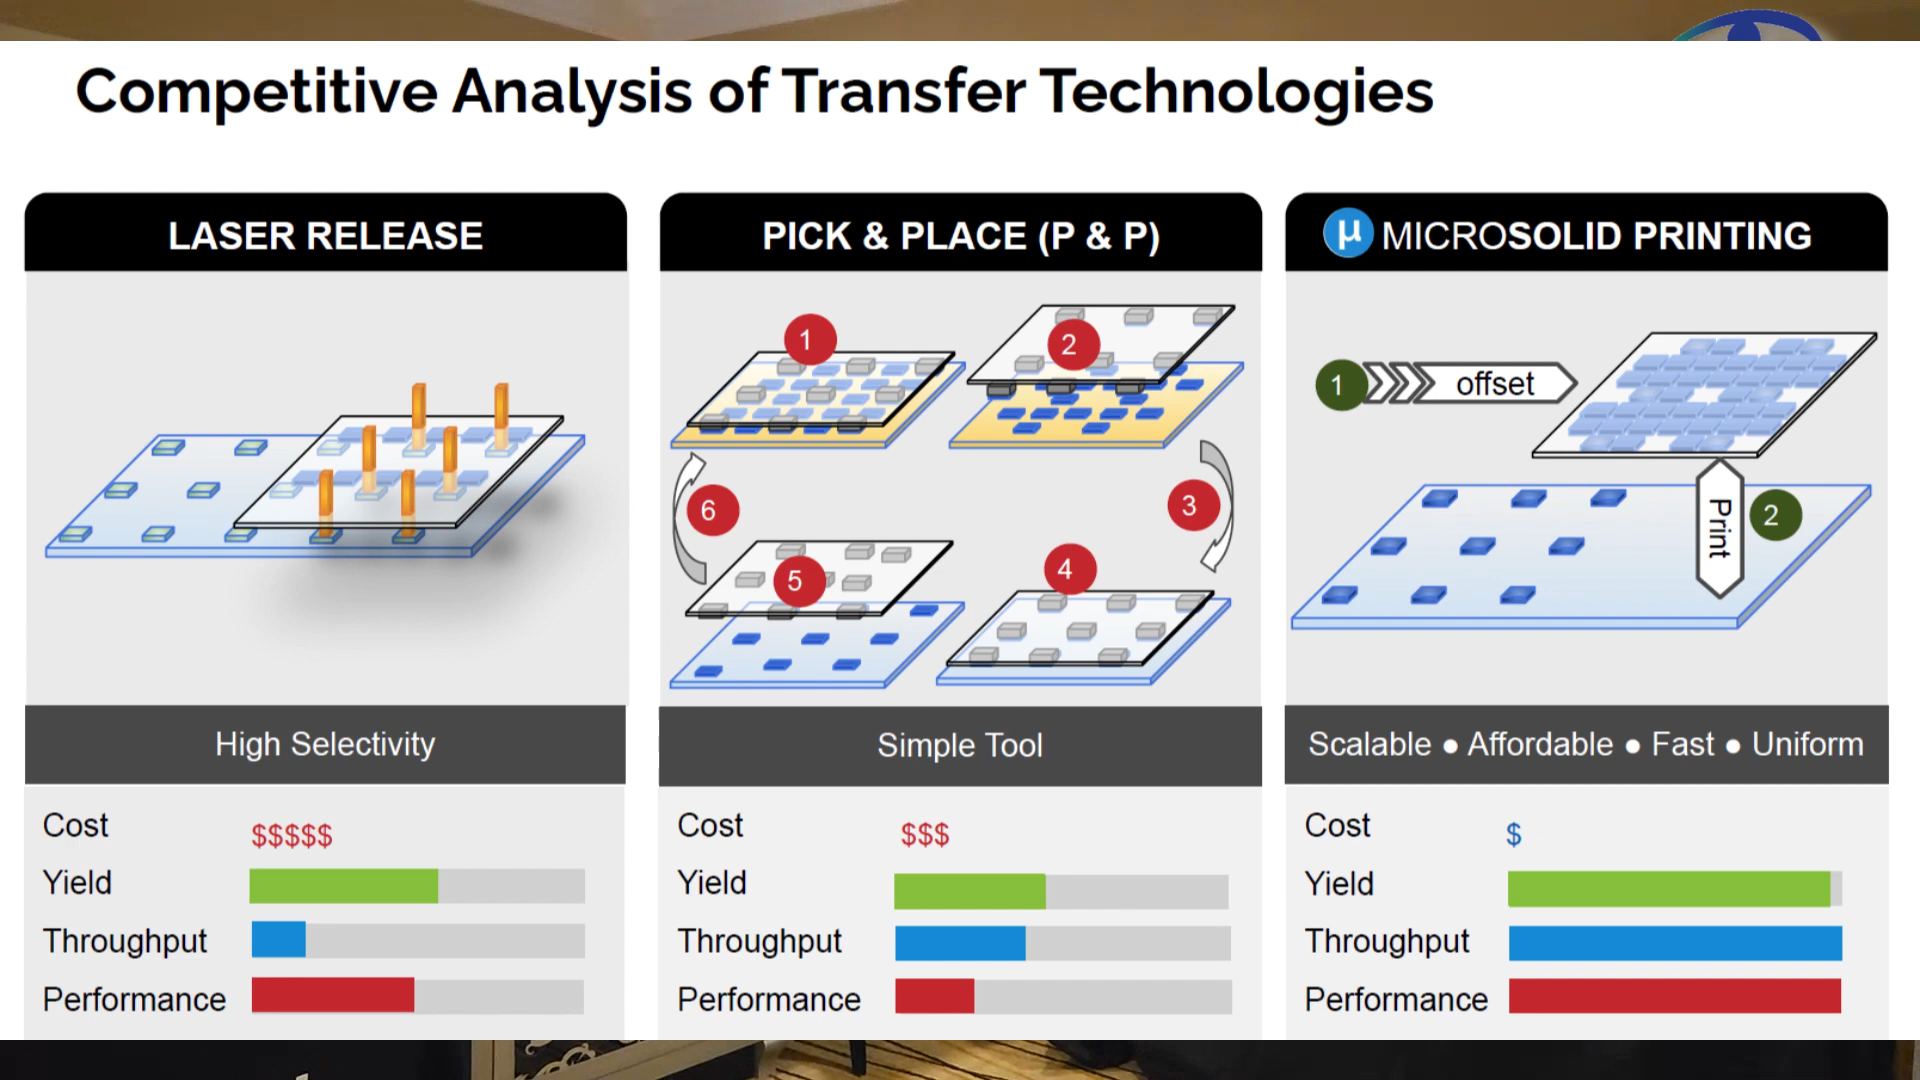 Competitive Analysis of Transfer Technologies
LASER RELEASE
High Selectivity
Cost $$$$$
Yield
Throughput
Performance
PICK & PLACE (P & P)
1
2
3
4
5
6
Simple Tool
Cost $$$
Yield
Throughput
Performance
µ MICROSOLID PRINTING
1 offset
Print 2
Scalable ● Affordable ● Fast ● Uniform
Cost $
Yield
Throughput
Performance